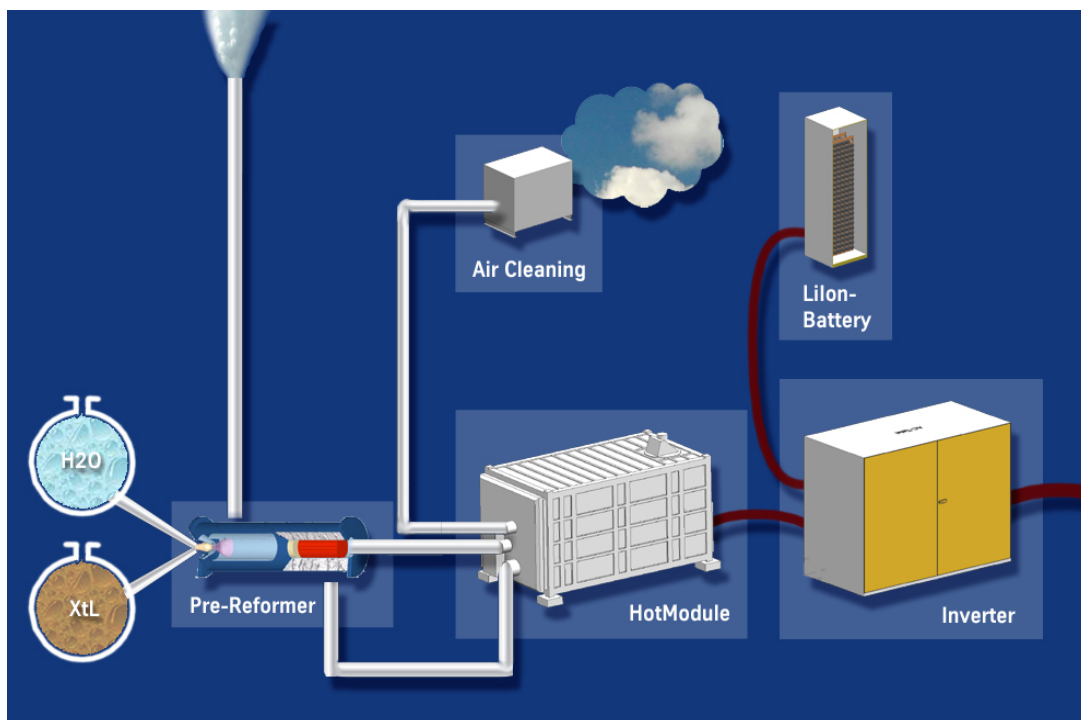 Air Cleaning
LiIon-
Battery
H2O
XtL
Pre-Reformer
HotModule
Inverter